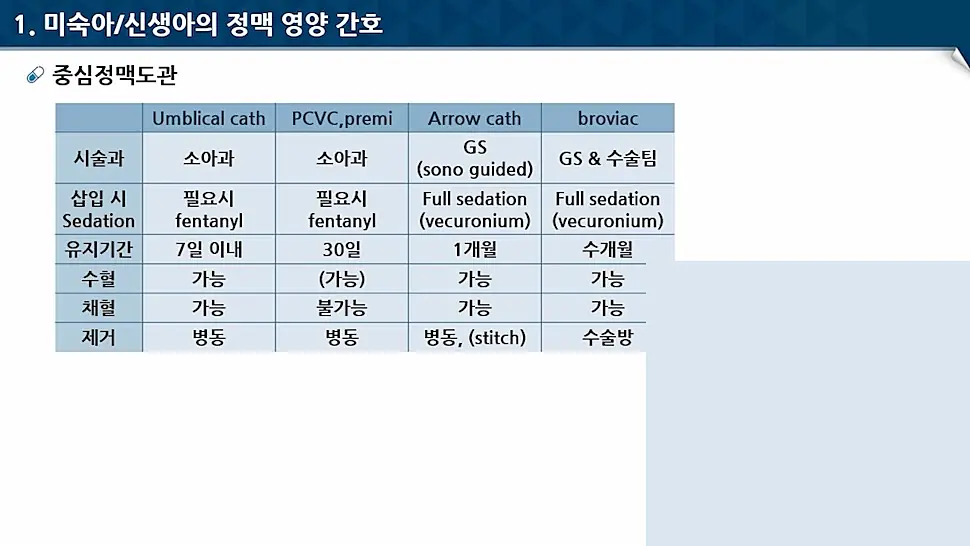 1. 미숙아/신생아의 정맥 영양 간호
중심정맥도관
Umblical cath PCVC,premi Arrow cath broviac
시술과 소아과 소아과 GS (sono guided) GS & 수술팀
삽입 시 Sedation 필요시 fentanyl 필요시 fentanyl Full sedation (vecuronium) Full sedation (vecuronium)
유지기간 7일 이내 30일 1개월 수개월
수혈 가능 (가능) 가능 가능
채혈 가능 불가능 가능 가능
제거 병동 병동 병동, (stitch) 수술방